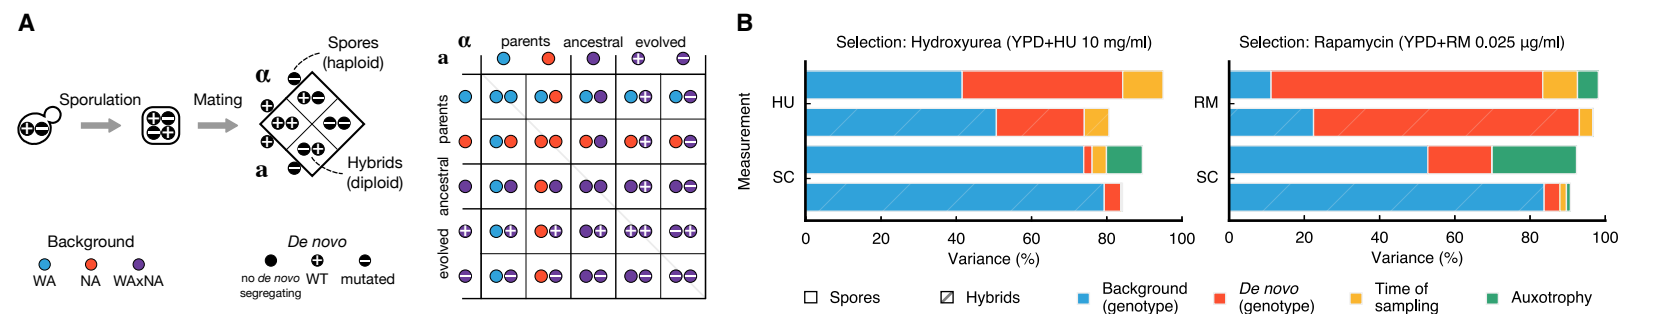 A
Sporulation
Mating
Spores
(haploid)
α
a
Hybrids
(diploid)
Background
WA NA WAxNA
De novo
no de novo
segregating
WT
mutated
α
parents ancestral evolved
a
parents
ancestral
evolved
B
Selection: Hydroxyurea (YPD+HU 10 mg/ml)
Measurement
HU
SC
0 20 40 60 80 100
Variance (%)
Selection: Rapamycin (YPD+RM 0.025 µg/ml)
RM
SC
0 20 40 60 80 100
Variance (%)
Spores
Hybrids
Background
(genotype)
De novo
(genotype)
Time of
sampling
Auxotrophy